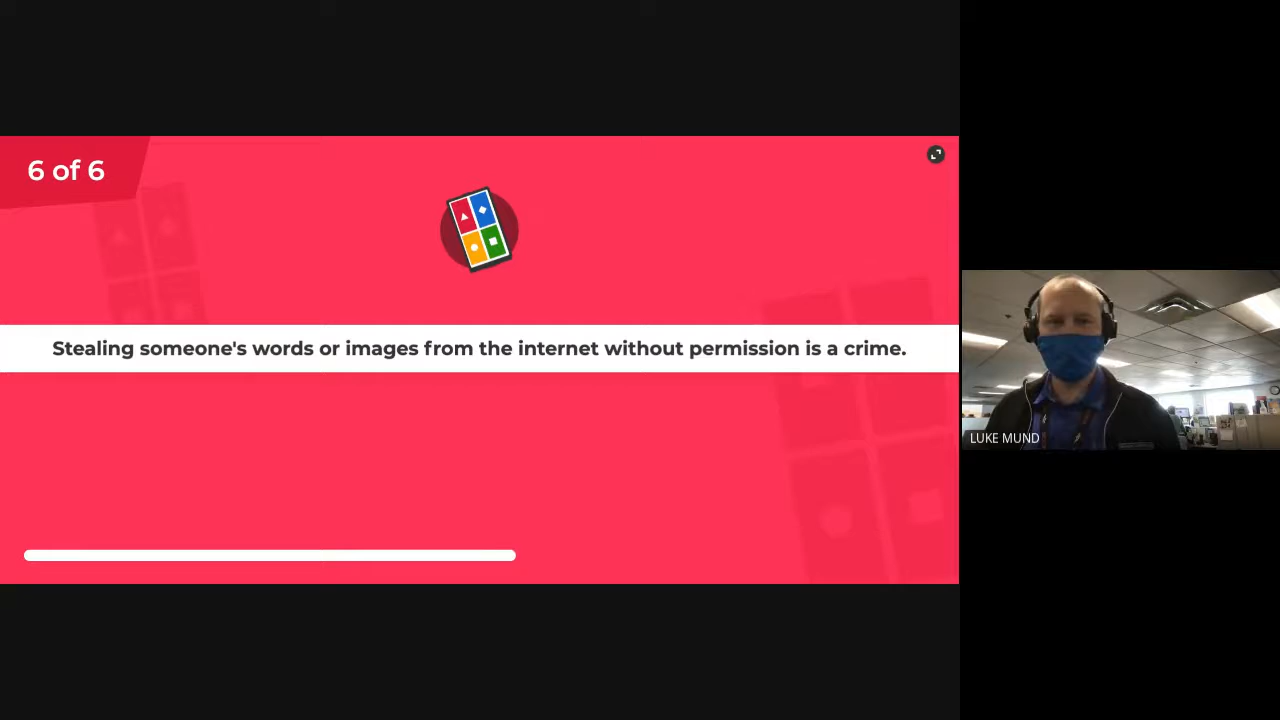 6 of 6
Stealing someone's words or images from the internet without permission is a crime.
LUKE MUND